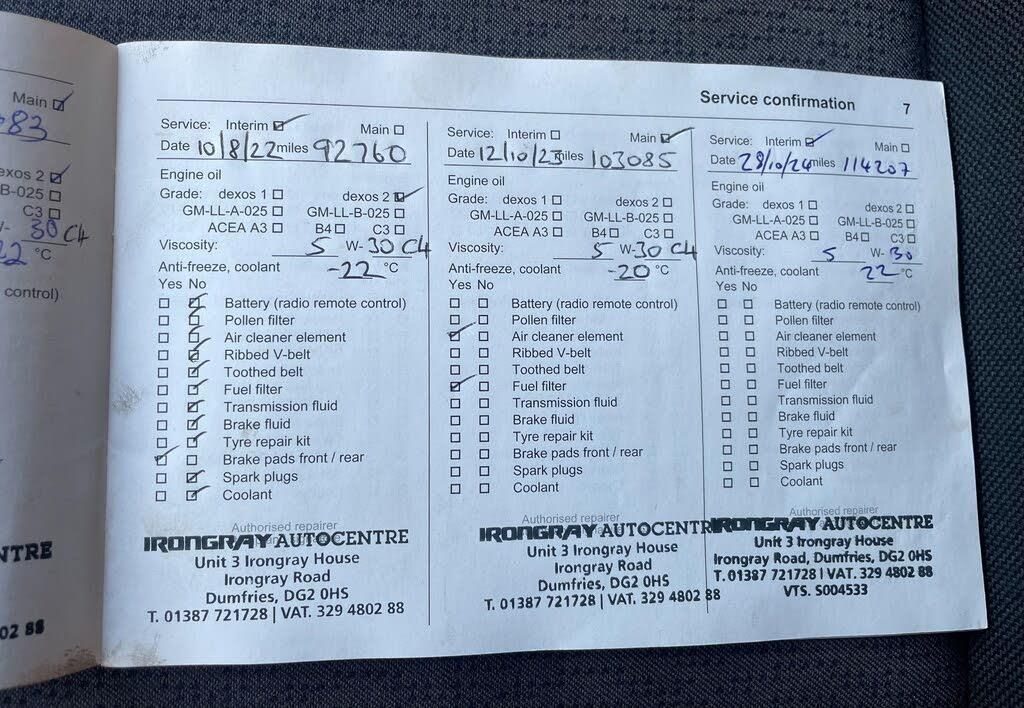 Main ☑
83
dexos 2 ☑
-B-025 ☐
C3 ☐
W- 30 C4
22 °C
control)
NTRE
02 88
Service confirmation 7
Service: Interim ☑ Main ☐
Date 10/8/22 miles 92760
Engine oil
Grade: dexos 1 ☐ dexos 2 ☑
GM-LL-A-025 ☐ GM-LL-B-025 ☐
ACEA A3 ☐ B4 ☐ C3 ☐
Viscosity: 5 W- 30 C4
Anti-freeze, coolant -22 °C
Yes No
☐ ☑ Battery (radio remote control)
☐ ☑ Pollen filter
☐ ☑ Air cleaner element
☐ ☑ Ribbed V-belt
☐ ☑ Toothed belt
☐ ☑ Fuel filter
☐ ☑ Transmission fluid
☐ ☑ Brake fluid
☐ ☑ Tyre repair kit
☑ ☐ Brake pads front / rear
☐ ☑ Spark plugs
☐ ☑ Coolant
Authorised repairer
IRONGRAY AUTOCENTRE
Unit 3 Irongray House
Irongray Road
Dumfries, DG2 0HS
T. 01387 721728 | VAT. 329 4802 88
Service: Interim ☐ Main ☑
Date 12/10/23 miles 103085
Engine oil
Grade: dexos 1 ☐ dexos 2 ☐
GM-LL-A-025 ☐ GM-LL-B-025 ☐
ACEA A3 ☐ B4 ☐ C3 ☐
Viscosity: 5 W- 30 C4
Anti-freeze, coolant -20 °C
Yes No
☐ ☐ Battery (radio remote control)
☐ ☐ Pollen filter
☑ ☐ Air cleaner element
☐ ☐ Ribbed V-belt
☐ ☐ Toothed belt
☑ ☐ Fuel filter
☐ ☐ Transmission fluid
☐ ☐ Brake fluid
☐ ☐ Tyre repair kit
☐ ☐ Brake pads front / rear
☐ ☐ Spark plugs
☐ ☐ Coolant
Authorised repairer
IRONGRAY AUTOCENTR
Unit 3 Irongray House
Irongray Road
Dumfries, DG2 0HS
T. 01387 721728 | VAT. 329 4802 88
Service: Interim ☑ Main ☐
Date 28/10/24 miles 114207
Engine oil
Grade: dexos 1 ☐ dexos 2 ☐
GM-LL-A-025 ☐ GM-LL-B-025 ☐
ACEA A3 ☐ B4 ☐ C3 ☐
Viscosity: 5 W- 30
Anti-freeze, coolant 22 °C
Yes No
☐ ☐ Battery (radio remote control)
☐ ☐ Pollen filter
☐ ☐ Air cleaner element
☐ ☐ Ribbed V-belt
☐ ☐ Toothed belt
☐ ☐ Fuel filter
☐ ☐ Transmission fluid
☐ ☐ Brake fluid
☐ ☐ Tyre repair kit
☐ ☐ Brake pads front / rear
☐ ☐ Spark plugs
☐ ☐ Coolant
Authorised repairer
IRONGRAY AUTOCENTRE
Unit 3 Irongray House
Irongray Road, Dumfries, DG2 0HS
T. 01387 721728 | VAT. 329 4802 88
VTS. S004533